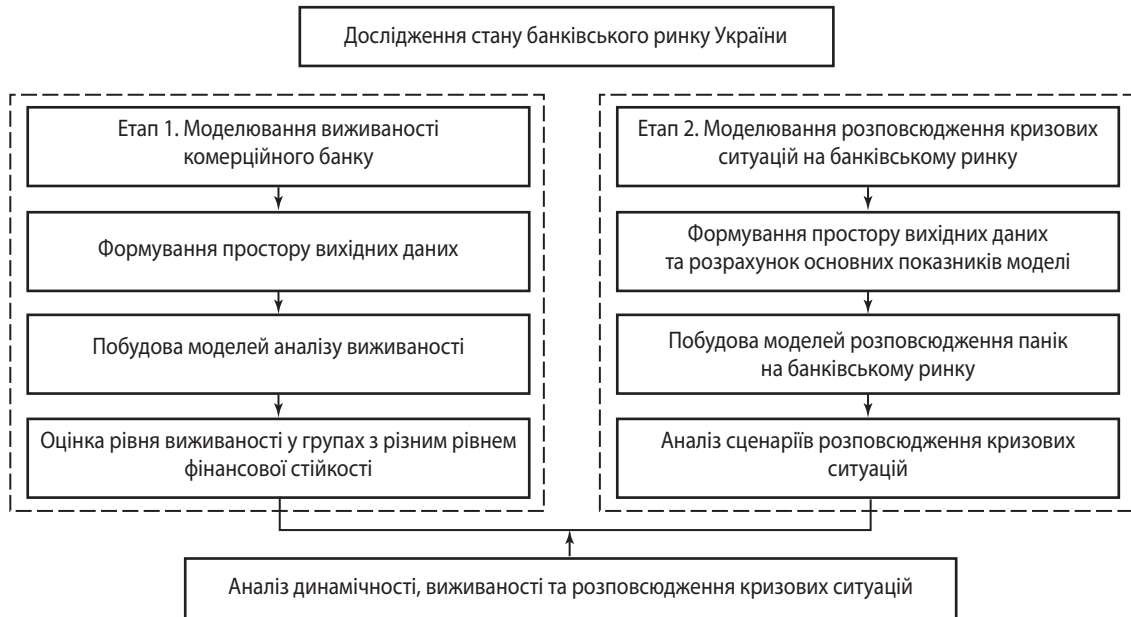 Дослідження стану банківського ринку України
Етап 1. Моделювання виживаності
комерційного банку
Формування простору вихідних даних
Побудова моделей аналізу виживаності
Оцінка рівня виживаності у групах з різним рівнем
фінансової стійкості
Етап 2. Моделювання розповсюдження кризових
ситуацій на банківському ринку
Формування простору вихідних даних
та розрахунок основних показників моделі
Побудова моделей розповсюдження панік
на банківському ринку
Аналіз сценаріїв розповсюдження кризових
ситуацій
Аналіз динамічності, виживаності та розповсюдження кризових ситуацій